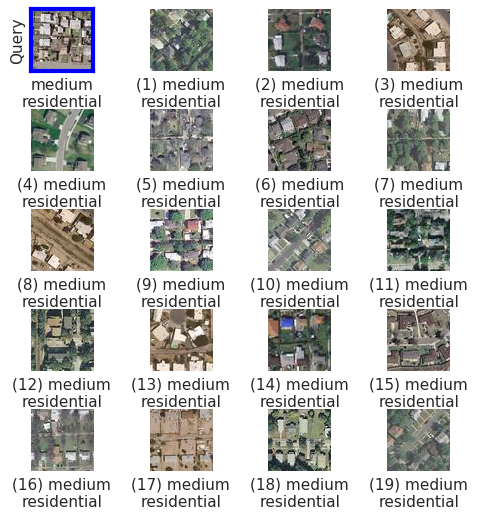 Query
medium
residential
(1) medium
residential
(2) medium
residential
(3) medium
residential
(4) medium
residential
(5) medium
residential
(6) medium
residential
(7) medium
residential
(8) medium
residential
(9) medium
residential
(10) medium
residential
(11) medium
residential
(12) medium
residential
(13) medium
residential
(14) medium
residential
(15) medium
residential
(16) medium
residential
(17) medium
residential
(18) medium
residential
(19) medium
residential